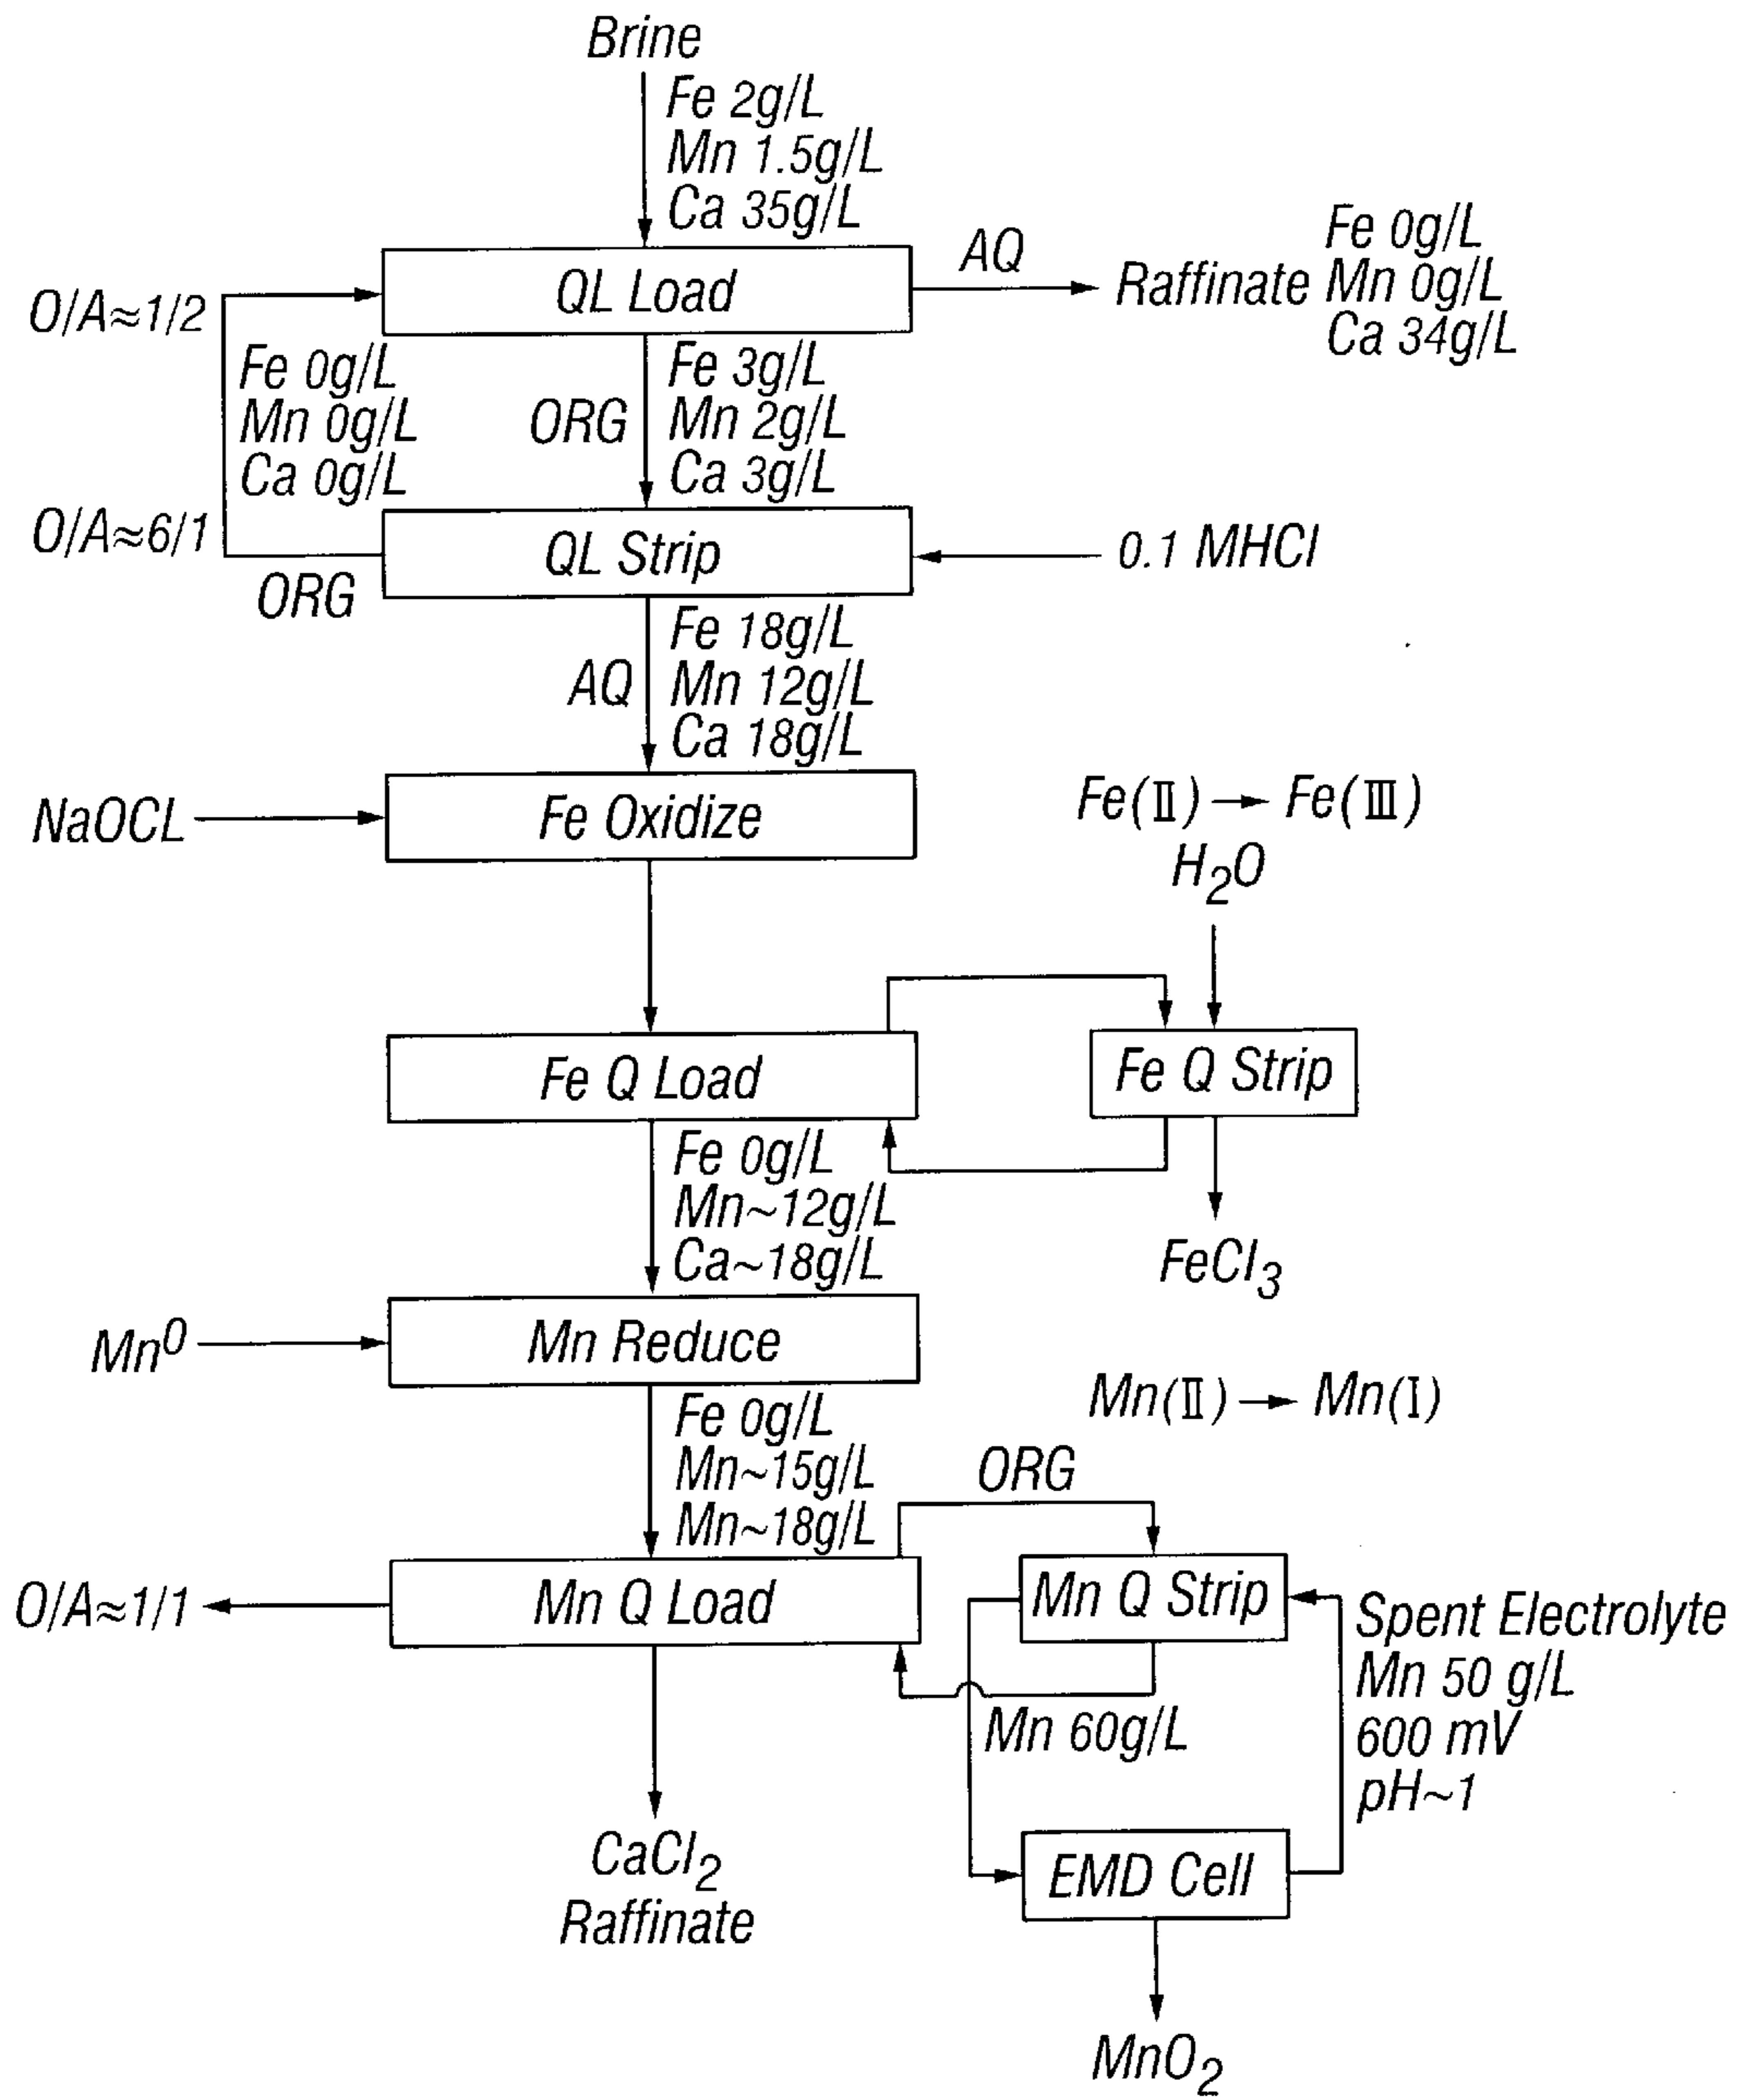 Brine
Fe 2g/L
Mn 1.5g/L
Ca 35g/L
QL Load
AQ
Raffinate
Fe 0g/L
Mn 0g/L
Ca 34g/L
O/A≈1/2
Fe 0g/L
Mn 0g/L
Ca 0g/L
ORG
Fe 3g/L
Mn 2g/L
Ca 3g/L
O/A≈6/1
ORG
QL Strip
0.1 MHCl
AQ
Fe 18g/L
Mn 12g/L
Ca 18g/L
NaOCL
Fe Oxidize
Fe(II) → Fe(III)
H2O
Fe Q Load
Fe Q Strip
Fe 0g/L
Mn~12g/L
Ca~18g/L
FeCl3
Mn0
Mn Reduce
Mn(II) → Mn(I)
Fe 0g/L
Mn~15g/L
Mn~18g/L
ORG
O/A≈1/1
Mn Q Load
Mn Q Strip
Spent Electrolyte
Mn 50 g/L
600 mV
pH~1
Mn 60g/L
CaCl2
Raffinate
EMD Cell
MnO2